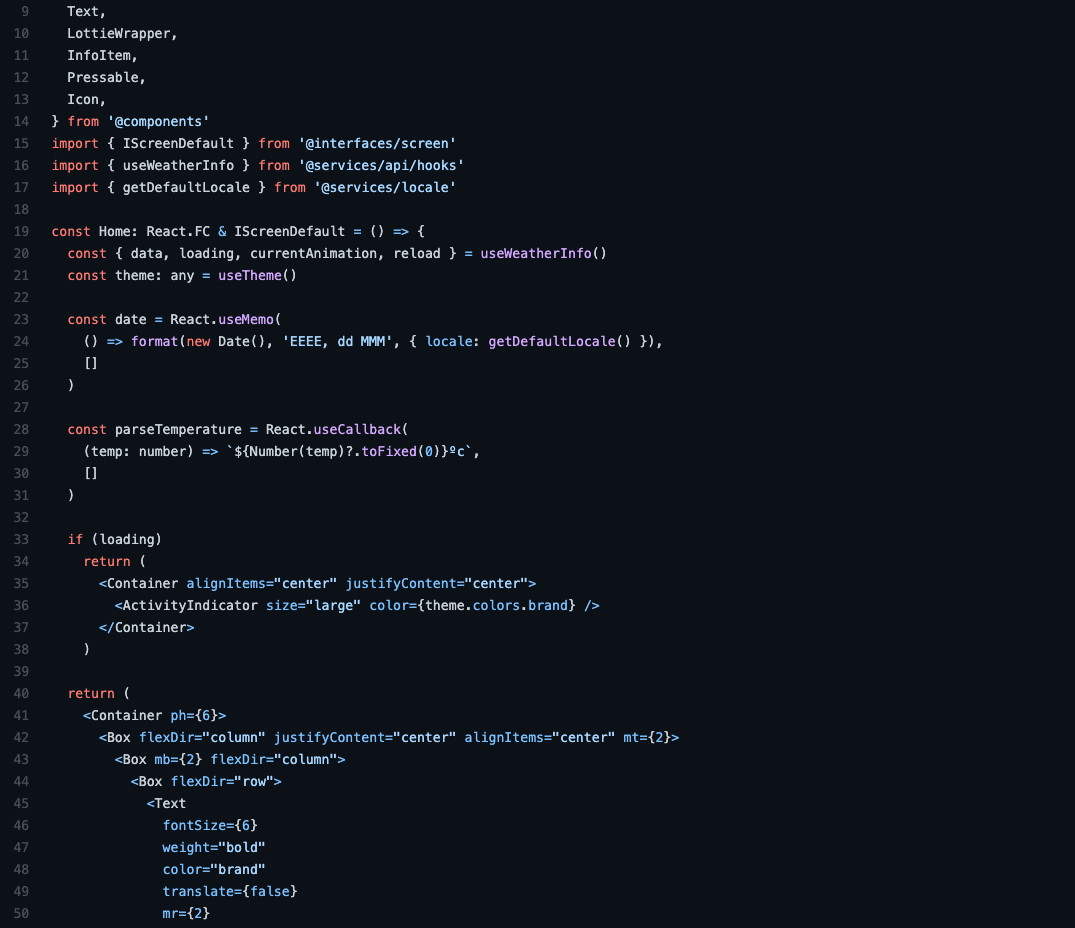 9 Text,
10 LottieWrapper,
11 InfoItem,
12 Pressable,
13 Icon,
14 } from '@components'
15 import { IScreenDefault } from '@interfaces/screen'
16 import { useWeatherInfo } from '@services/api/hooks'
17 import { getDefaultLocale } from '@services/locale'
18
19 const Home: React.FC & IScreenDefault = () => {
20 const { data, loading, currentAnimation, reload } = useWeatherInfo()
21 const theme: any = useTheme()
22
23 const date = React.useMemo(
24 () => format(new Date(), 'EEEE, dd MMM', { locale: getDefaultLocale() }),
25 []
26 )
27
28 const parseTemperature = React.useCallback(
29 (temp: number) => `${Number(temp)?.toFixed(0)}ºc`,
30 []
31 )
32
33 if (loading)
34 return (
35 <Container alignItems="center" justifyContent="center">
36 <ActivityIndicator size="large" color={theme.colors.brand} />
37 </Container>
38 )
39
40 return (
41 <Container ph={6}>
42 <Box flexDir="column" justifyContent="center" alignItems="center" mt={2}>
43 <Box mb={2} flexDir="column">
44 <Box flexDir="row">
45 <Text
46 fontSize={6}
47 weight="bold"
48 color="brand"
49 translate={false}
50 mr={2}